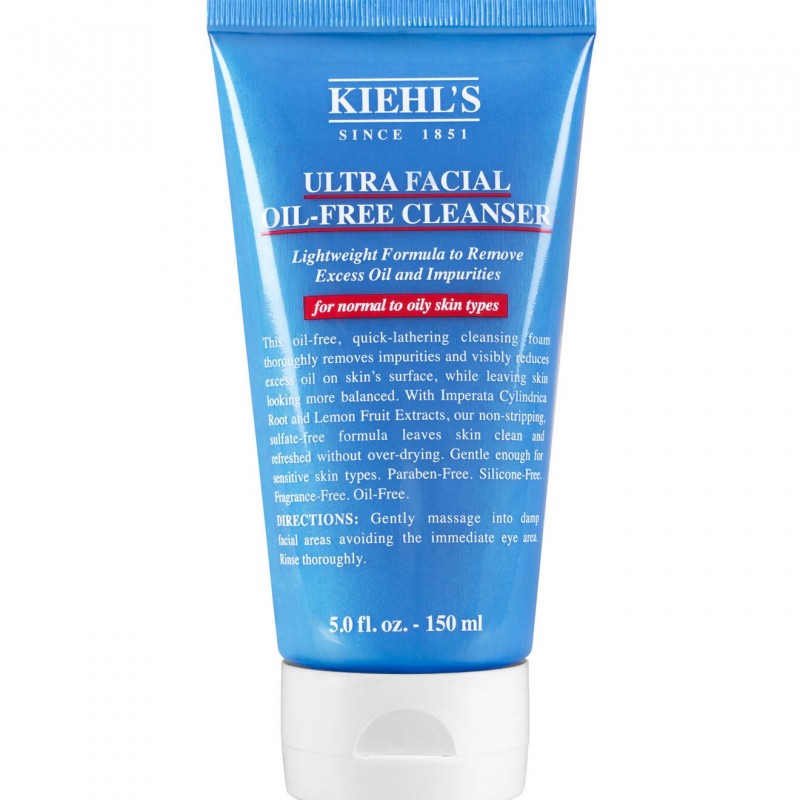 KIEHL'S
SINCE 1851
ULTRA FACIAL
OIL-FREE CLEANSER
Lightweight Formula to Remove
Excess Oil and Impurities
for normal to oily skin types
This oil-free, quick-lathering cleansing foam
thoroughly removes impurities and visibly reduces
excess oil on skin's surface, while leaving skin
looking more balanced. With Imperata Cylindrica
Root and Lemon Fruit Extracts, our non-stripping,
sulfate-free formula leaves skin clean and
refreshed without over-drying. Gentle enough for
sensitive skin types. Paraben-Free. Silicone-Free.
Fragrance-Free. Oil-Free.
DIRECTIONS: Gently massage into damp
facial areas avoiding the immediate eye area.
Rinse thoroughly.
5.0 fl. oz. - 150 ml